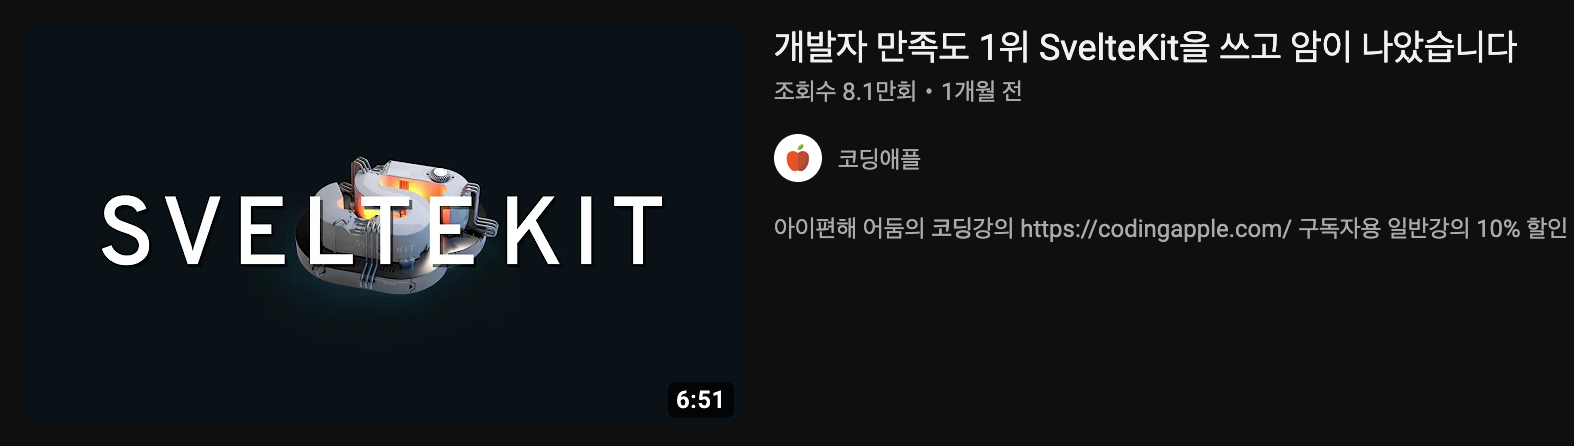 SVELTEKIT
6:51
개발자 만족도 1위 SvelteKit을 쓰고 암이 나았습니다
조회수 8.1만회 • 1개월 전
코딩애플
아이편해 어둠의 코딩강의 https://codingapple.com/ 구독자용 일반강의 10% 할인